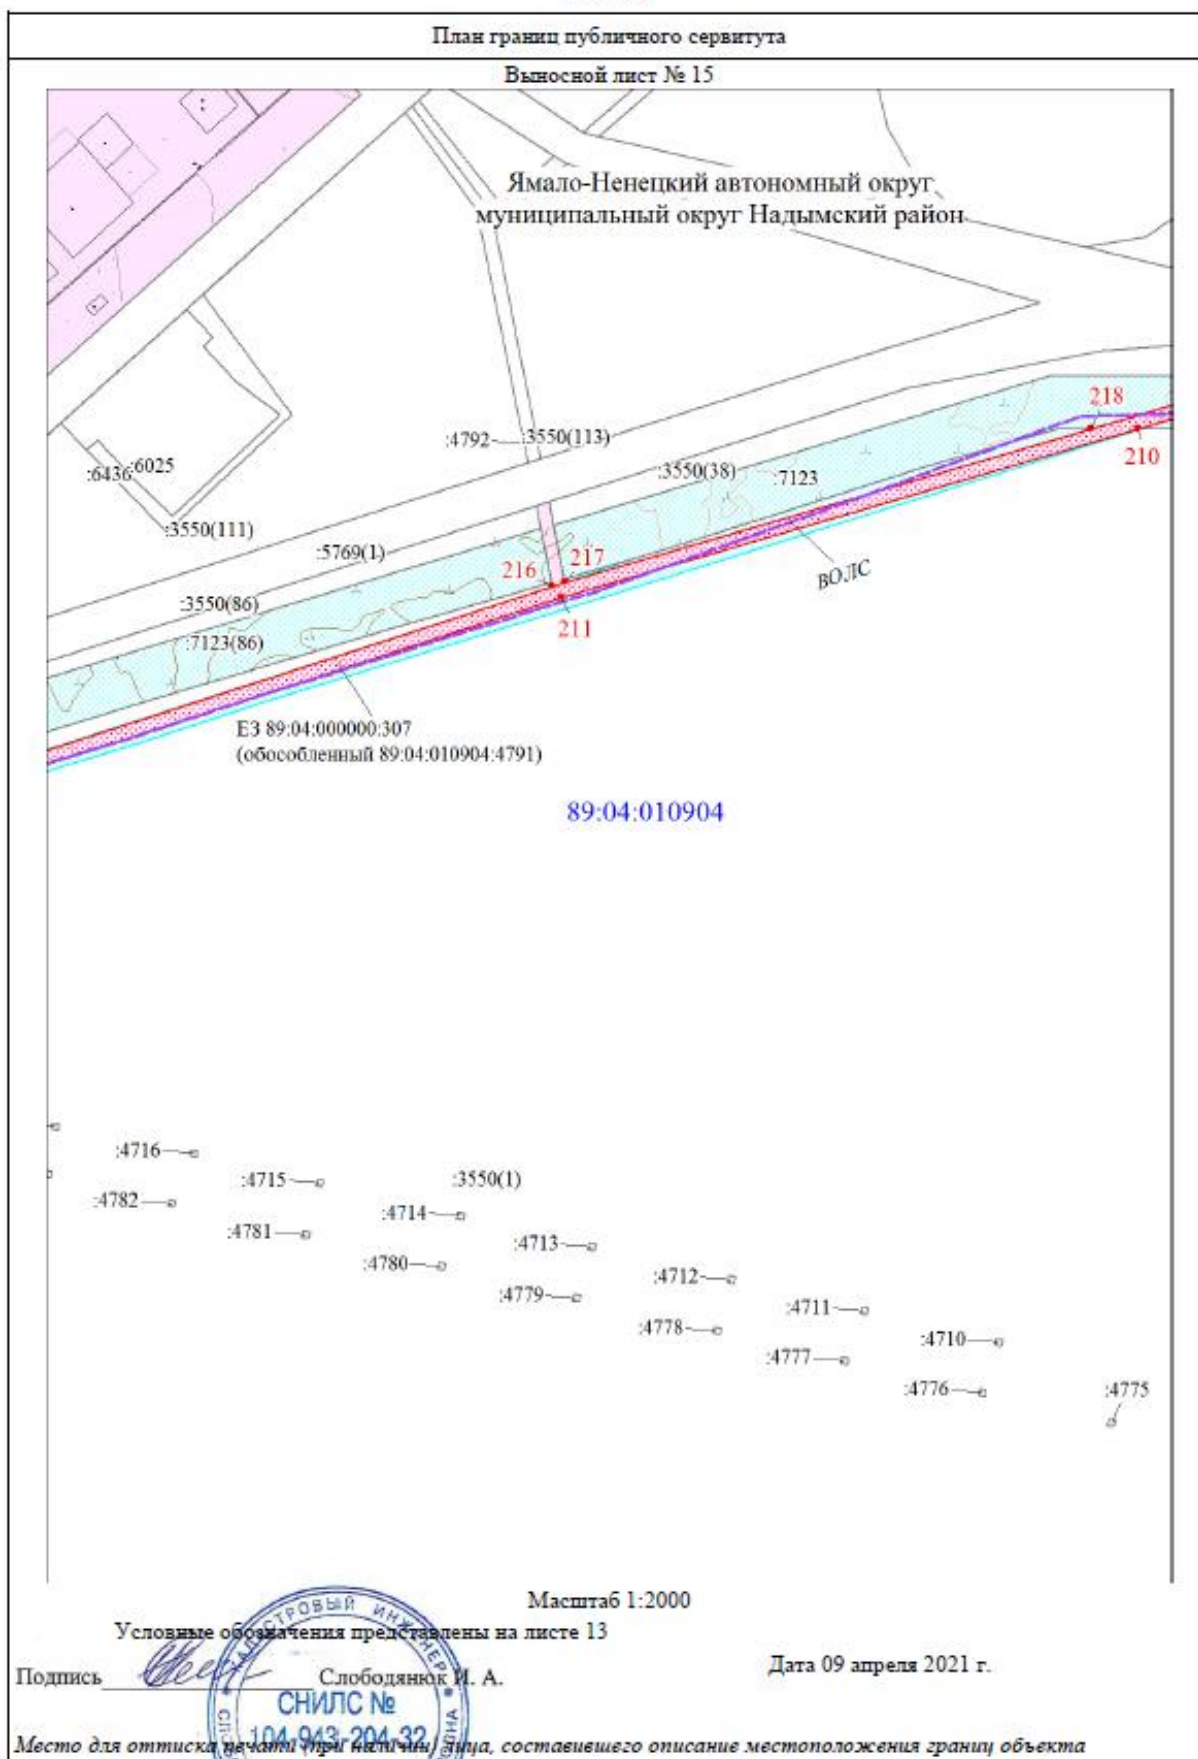 План границ публичного сервитута
Выносной лист № 15
Ямало-Ненецкий автономный округ
муниципальный округ Надымский район
218
:4792
:3550(113)
210
:6436
:6025
:3550(38)
:7123
:3550(111)
:5769(1)
216
217
ВОЛС
:3550(86)
211
:7123(86)
ЕЗ 89:04:000000:307
(обособленный 89:04:010904:4791)
89:04:010904
:4716
:4715
:3550(1)
:4782
:4714
:4781
:4713
:4780
:4712
:4779
:4711
:4778
:4710
:4777
:4776
:4775
Масштаб 1:2000
Условные обозначения представлены на листе 13
Подпись
Слободянюк И. А.
Дата 09 апреля 2021 г.
КАДАСТРОВЫЙ ИНЖЕНЕР
СНИЛС №
104-943-204-32
Место для оттиска печати (при наличии) лица, составившего описание местоположения границ объекта